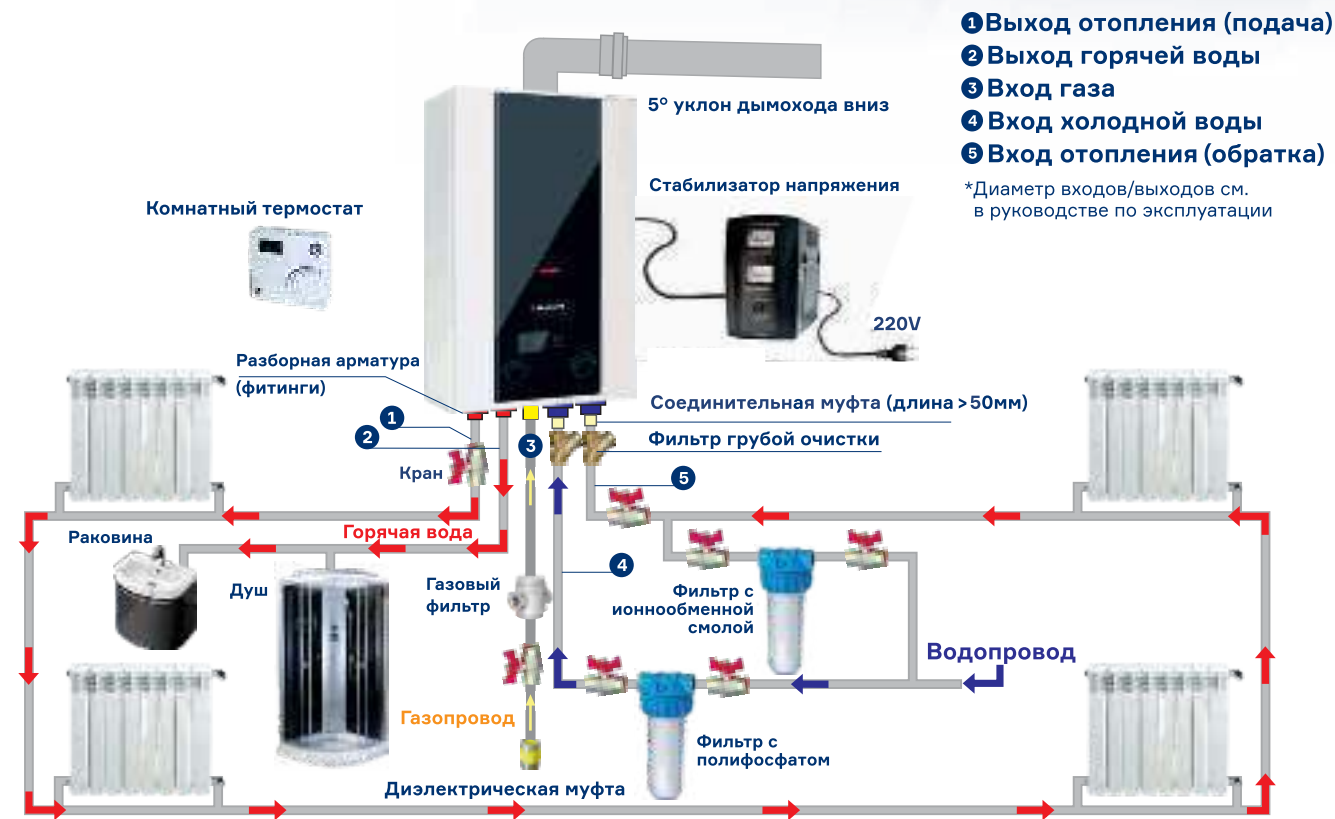 1 Выход отопления (подача)
2 Выход горячей воды
3 Вход газа
4 Вход холодной воды
5 Вход отопления (обратка)
*Диаметр входов/выходов см.
в руководстве по эксплуатации
5° уклон дымохода вниз
Стабилизатор напряжения
Комнатный термостат
220V
Разборная арматура
(фитинги)
Соединительная муфта (длина >50мм)
1
2
3
Фильтр грубой очистки
Кран
5
Горячая вода
Раковина
Душ
Газовый
фильтр
4
Фильтр с
ионнообменной
смолой
Водопровод
Газопровод
Фильтр с
полифосфатом
Диэлектрическая муфта